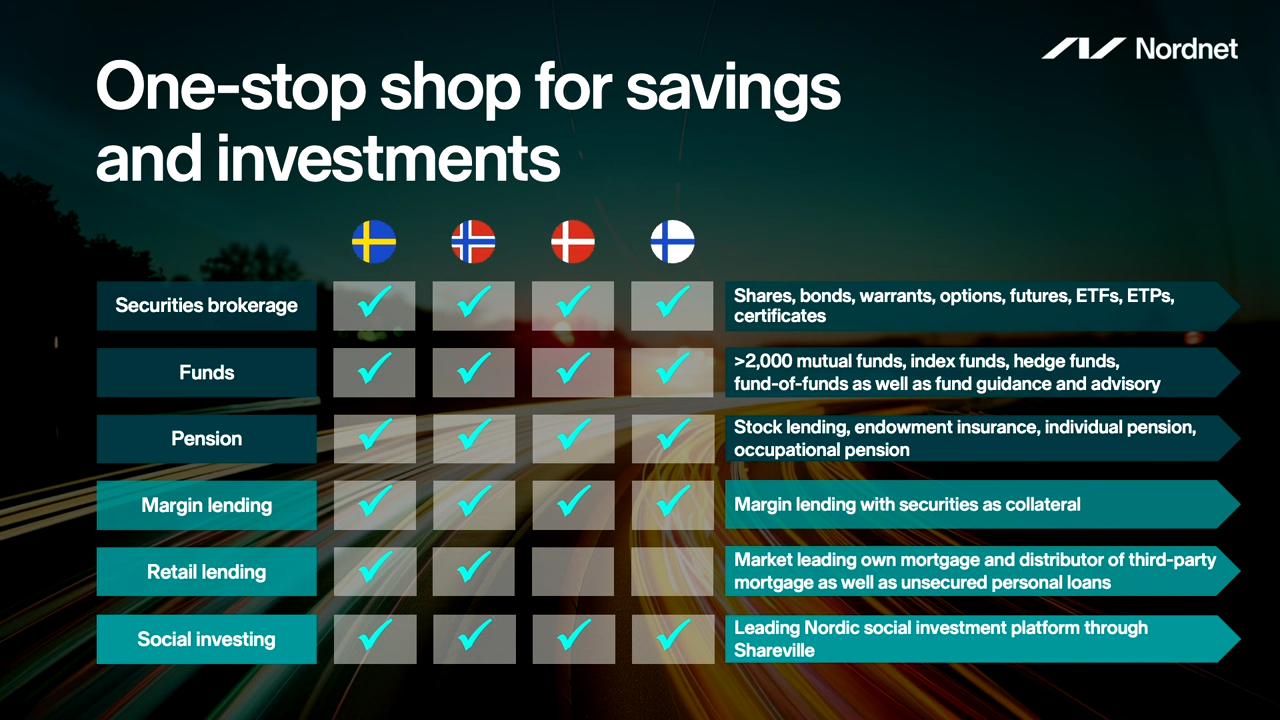 Nordnet
One-stop shop for savings
and investments
Securities brokerage
Shares, bonds, warrants, options, futures, ETFs, ETPs,
certificates
Funds
>2,000 mutual funds, index funds, hedge funds,
fund-of-funds as well as fund guidance and advisory
Pension
Stock lending, endowment insurance, individual pension,
occupational pension
Margin lending
Margin lending with securities as collateral
Retail lending
Market leading own mortgage and distributor of third-party
mortgage as well as unsecured personal loans
Social investing
Leading Nordic social investment platform through
Shareville